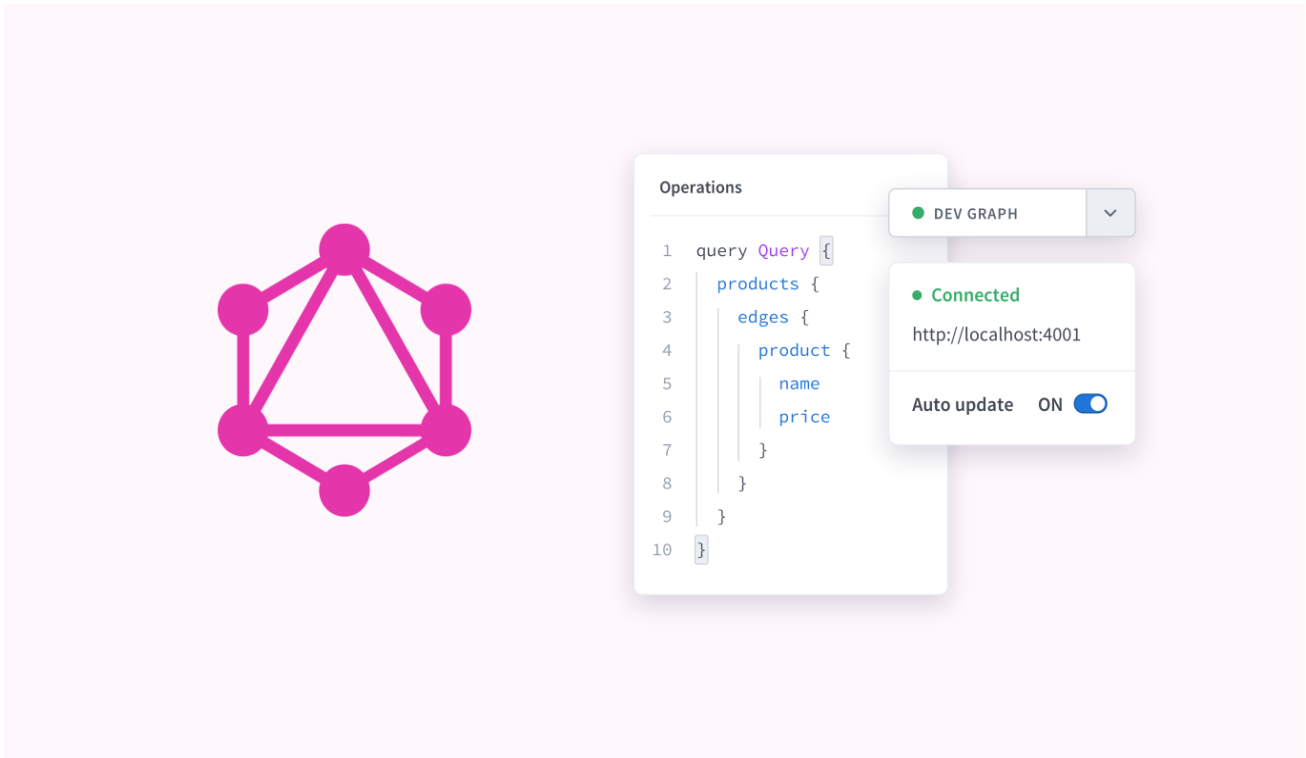 Operations
1 query Query {
2 products {
3 edges {
4 product {
5 name
6 price
7 }
8 }
9 }
10 }
DEV GRAPH
Connected
http://localhost:4001
Auto update ON